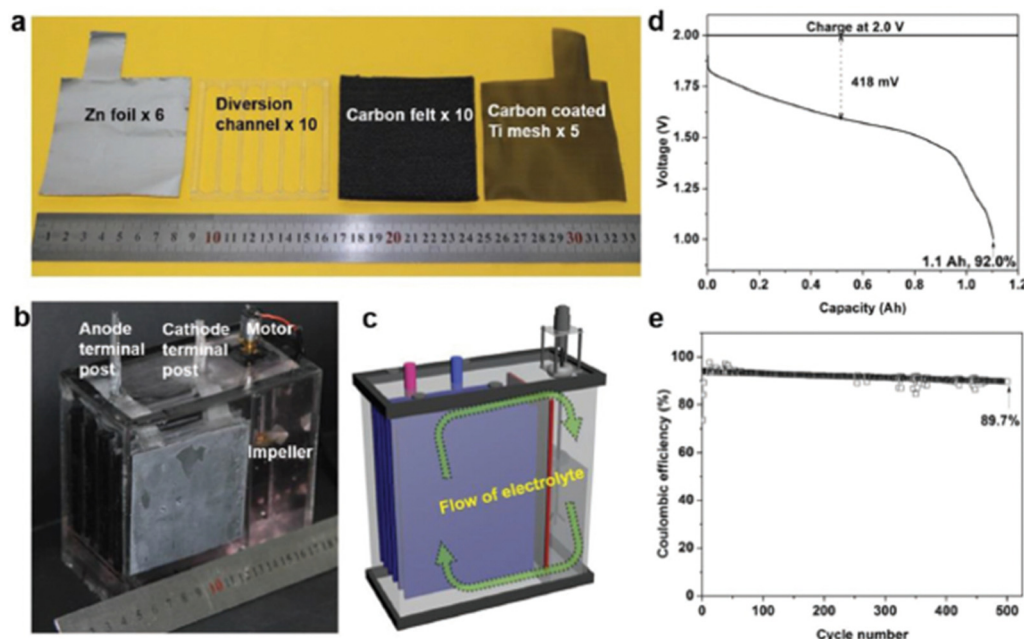 a
Zn foil x 6
Diversion
channel x 10
Carbon felt x 10
Carbon coated
Ti mesh x 5
1 2 3 4 5 6 7 8 9 10 11 12 13 14 15 16 17 18 19 20 21 22 23 24 25 26 27 28 29 30 31 32 33
b
Anode
terminal
post
Cathode
terminal
post
Motor
Impeller
10
c
Flow of electrolyte
d
Charge at 2.0 V
418 mV
1.1 Ah, 92.0%
Voltage (V)
2.00
1.75
1.50
1.25
1.00
0.0 0.2 0.4 0.6 0.8 1.0 1.2
Capacity (Ah)
e
89.7%
Coulombic efficiency (%)
100
80
60
40
20
0
0 100 200 300 400 500
Cycle number